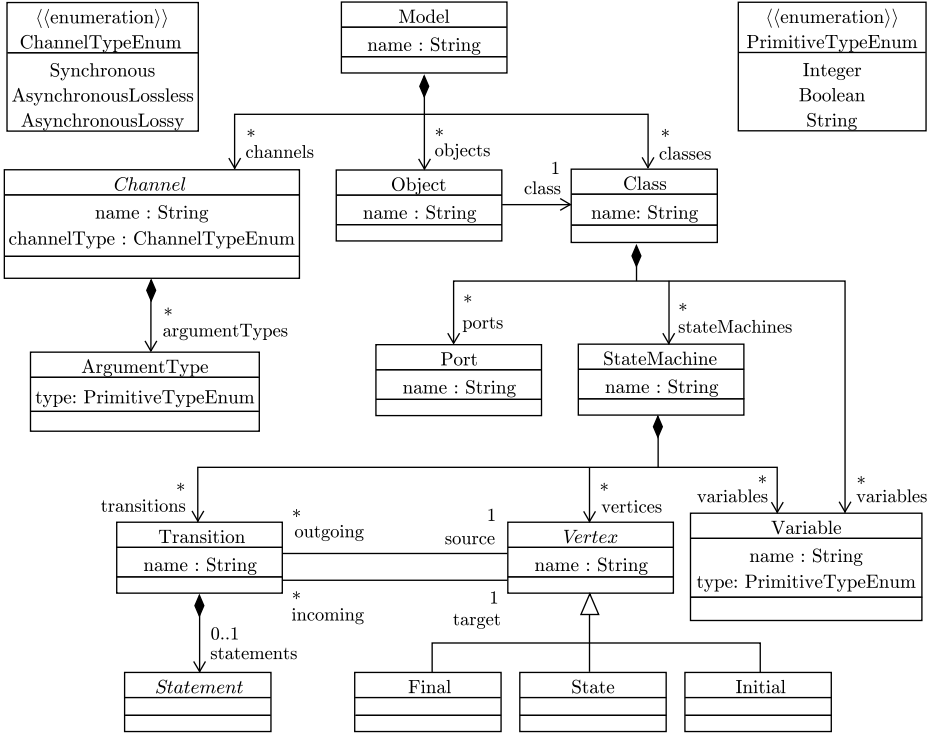 ⟨⟨enumeration⟩⟩
ChannelTypeEnum
Synchronous
AsynchronousLossless
AsynchronousLossy
Model
name : String
⟨⟨enumeration⟩⟩
PrimitiveTypeEnum
Integer
Boolean
String
*
channels
*
objects
*
classes
Channel
name : String
channelType : ChannelTypeEnum
Object
name : String
1
class
Class
name: String
*
argumentTypes
*
ports
*
stateMachines
ArgumentType
type: PrimitiveTypeEnum
Port
name : String
StateMachine
name : String
*
transitions
*
vertices
*
variables
*
variables
Transition
name : String
*
outgoing
1
source
*
incoming
1
target
Vertex
name : String
Variable
name : String
type: PrimitiveTypeEnum
0..1
statements
Statement
Final
State
Initial